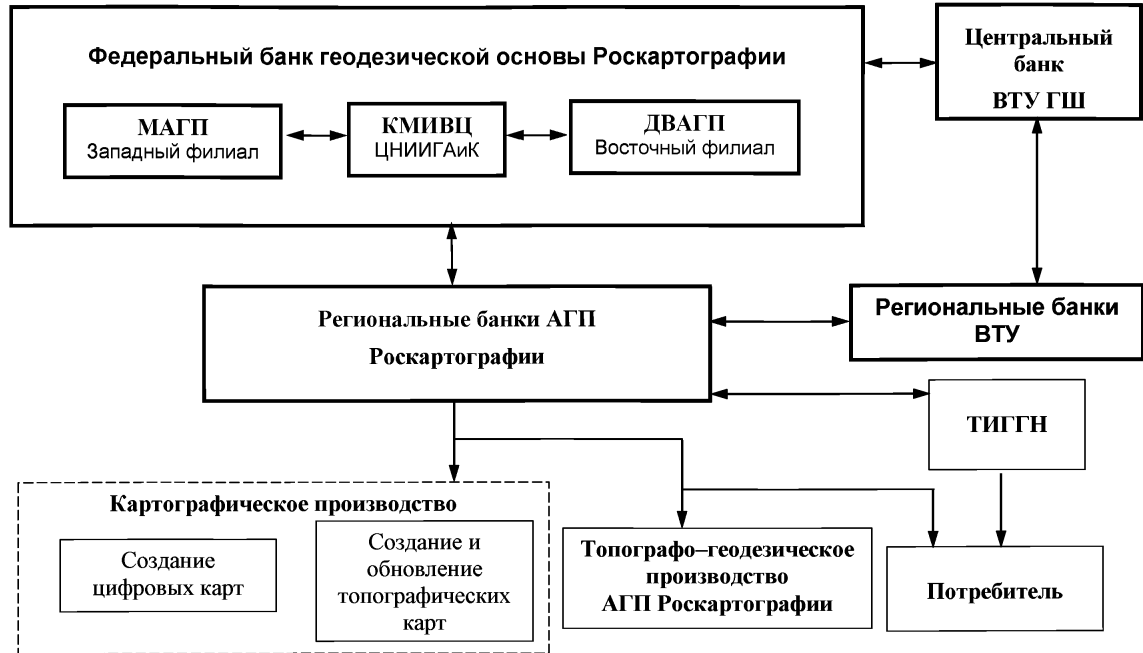 Федеральный банк геодезической основы Роскартографии
МАГП
Западный филиал
КМИВЦ
ЦНИИГАиК
ДВАГП
Восточный филиал
Центральный
банк
ВТУ ГШ
Региональные банки АГП
Роскартографии
Региональные банки
ВТУ
ТИГГН
Картографическое производство
Создание
цифровых карт
Создание и
обновление
топографических
карт
Топографо–геодезическое
производство
АГП Роскартографии
Потребитель